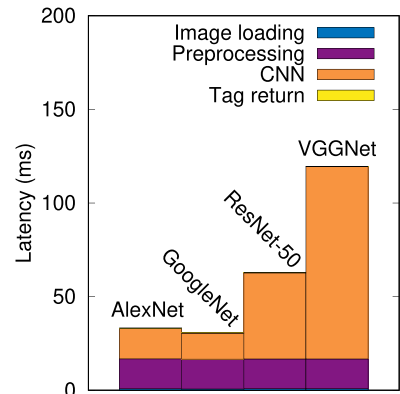 200
150
100
50
0
Latency (ms)
Image loading
Preprocessing
CNN
Tag return
AlexNet
GoogleNet
ResNet-50
VGGNet